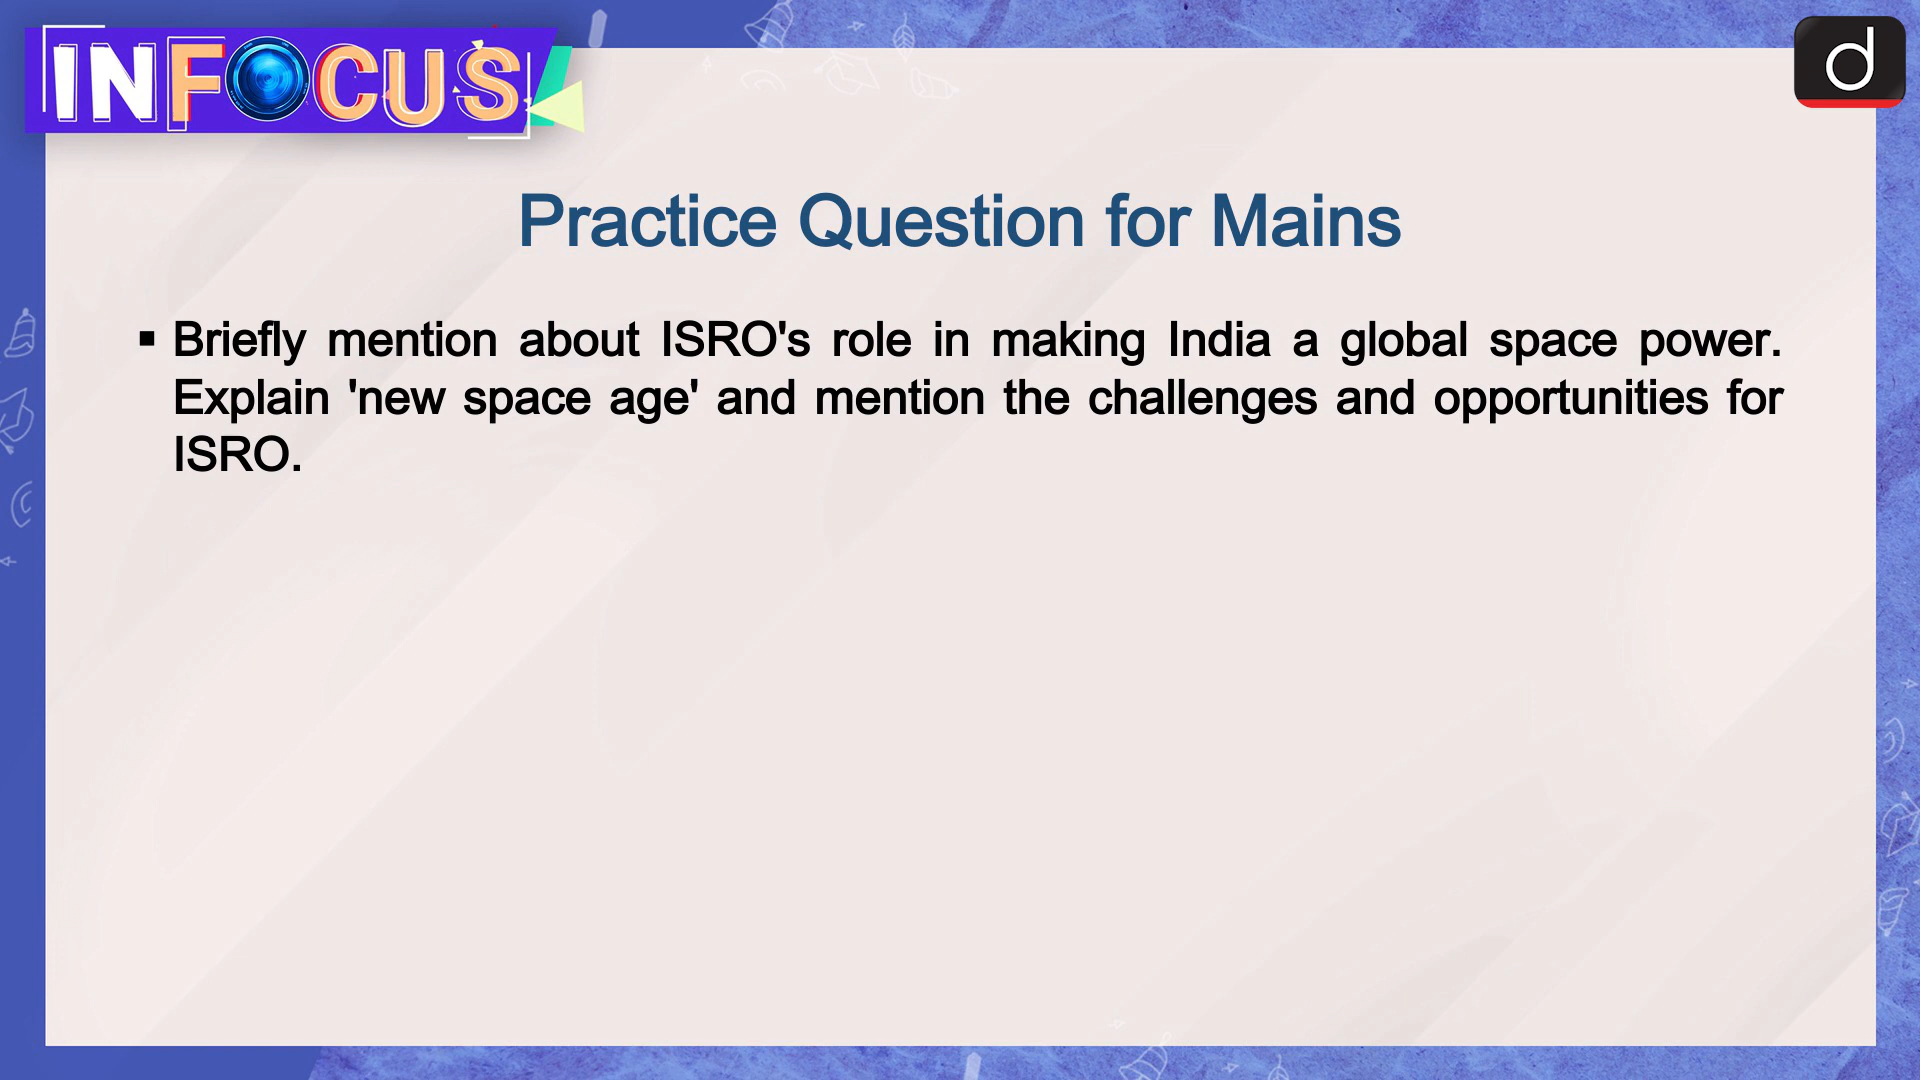 INFOCUS
d
Practice Question for Mains
▪ Briefly mention about ISRO's role in making India a global space power.
Explain 'new space age' and mention the challenges and opportunities for
ISRO.